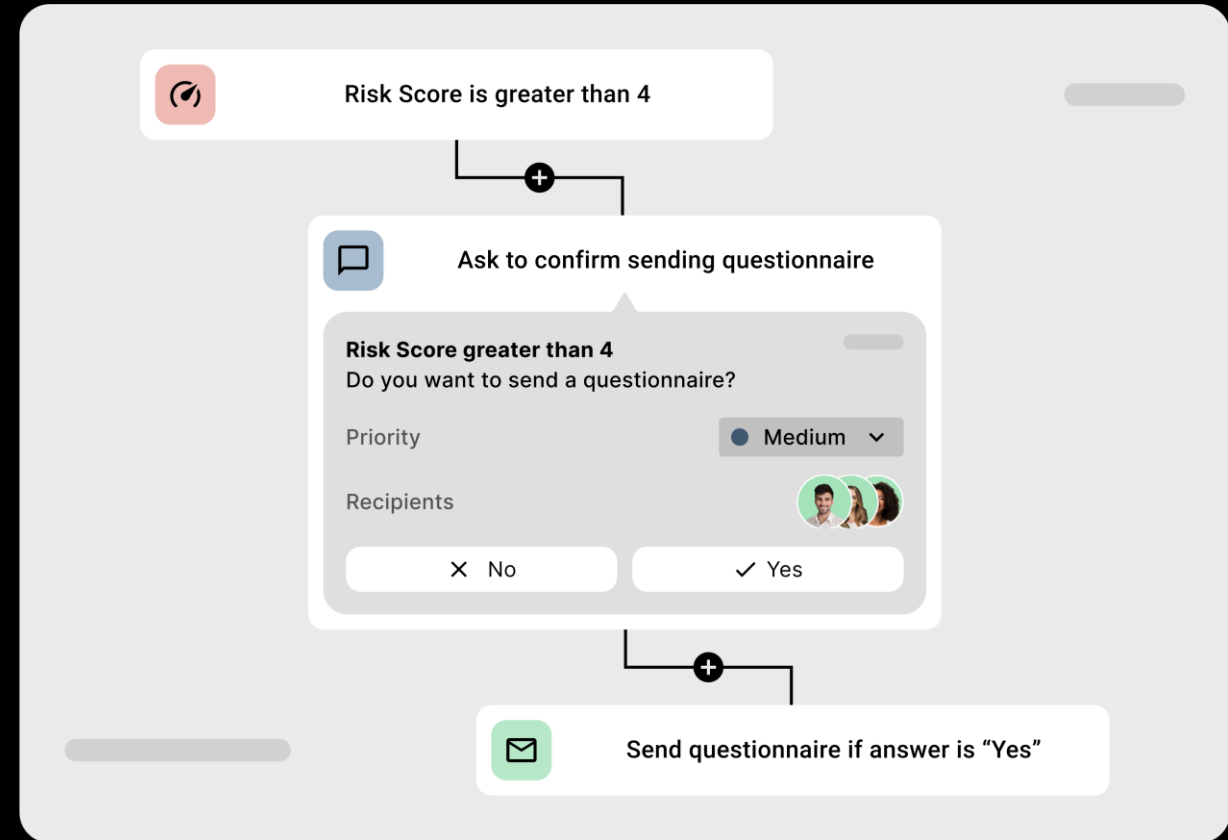 Risk Score is greater than 4
Ask to confirm sending questionnaire
Risk Score greater than 4
Do you want to send a questionnaire?
Priority
Medium
Recipients
No
Yes
Send questionnaire if answer is “Yes”